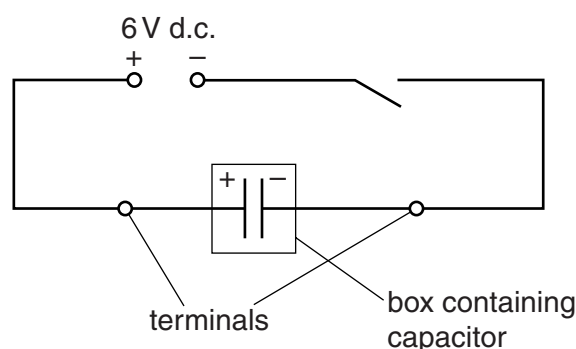 6 V d.c.
+ −
+ −
terminals
box containing
capacitor